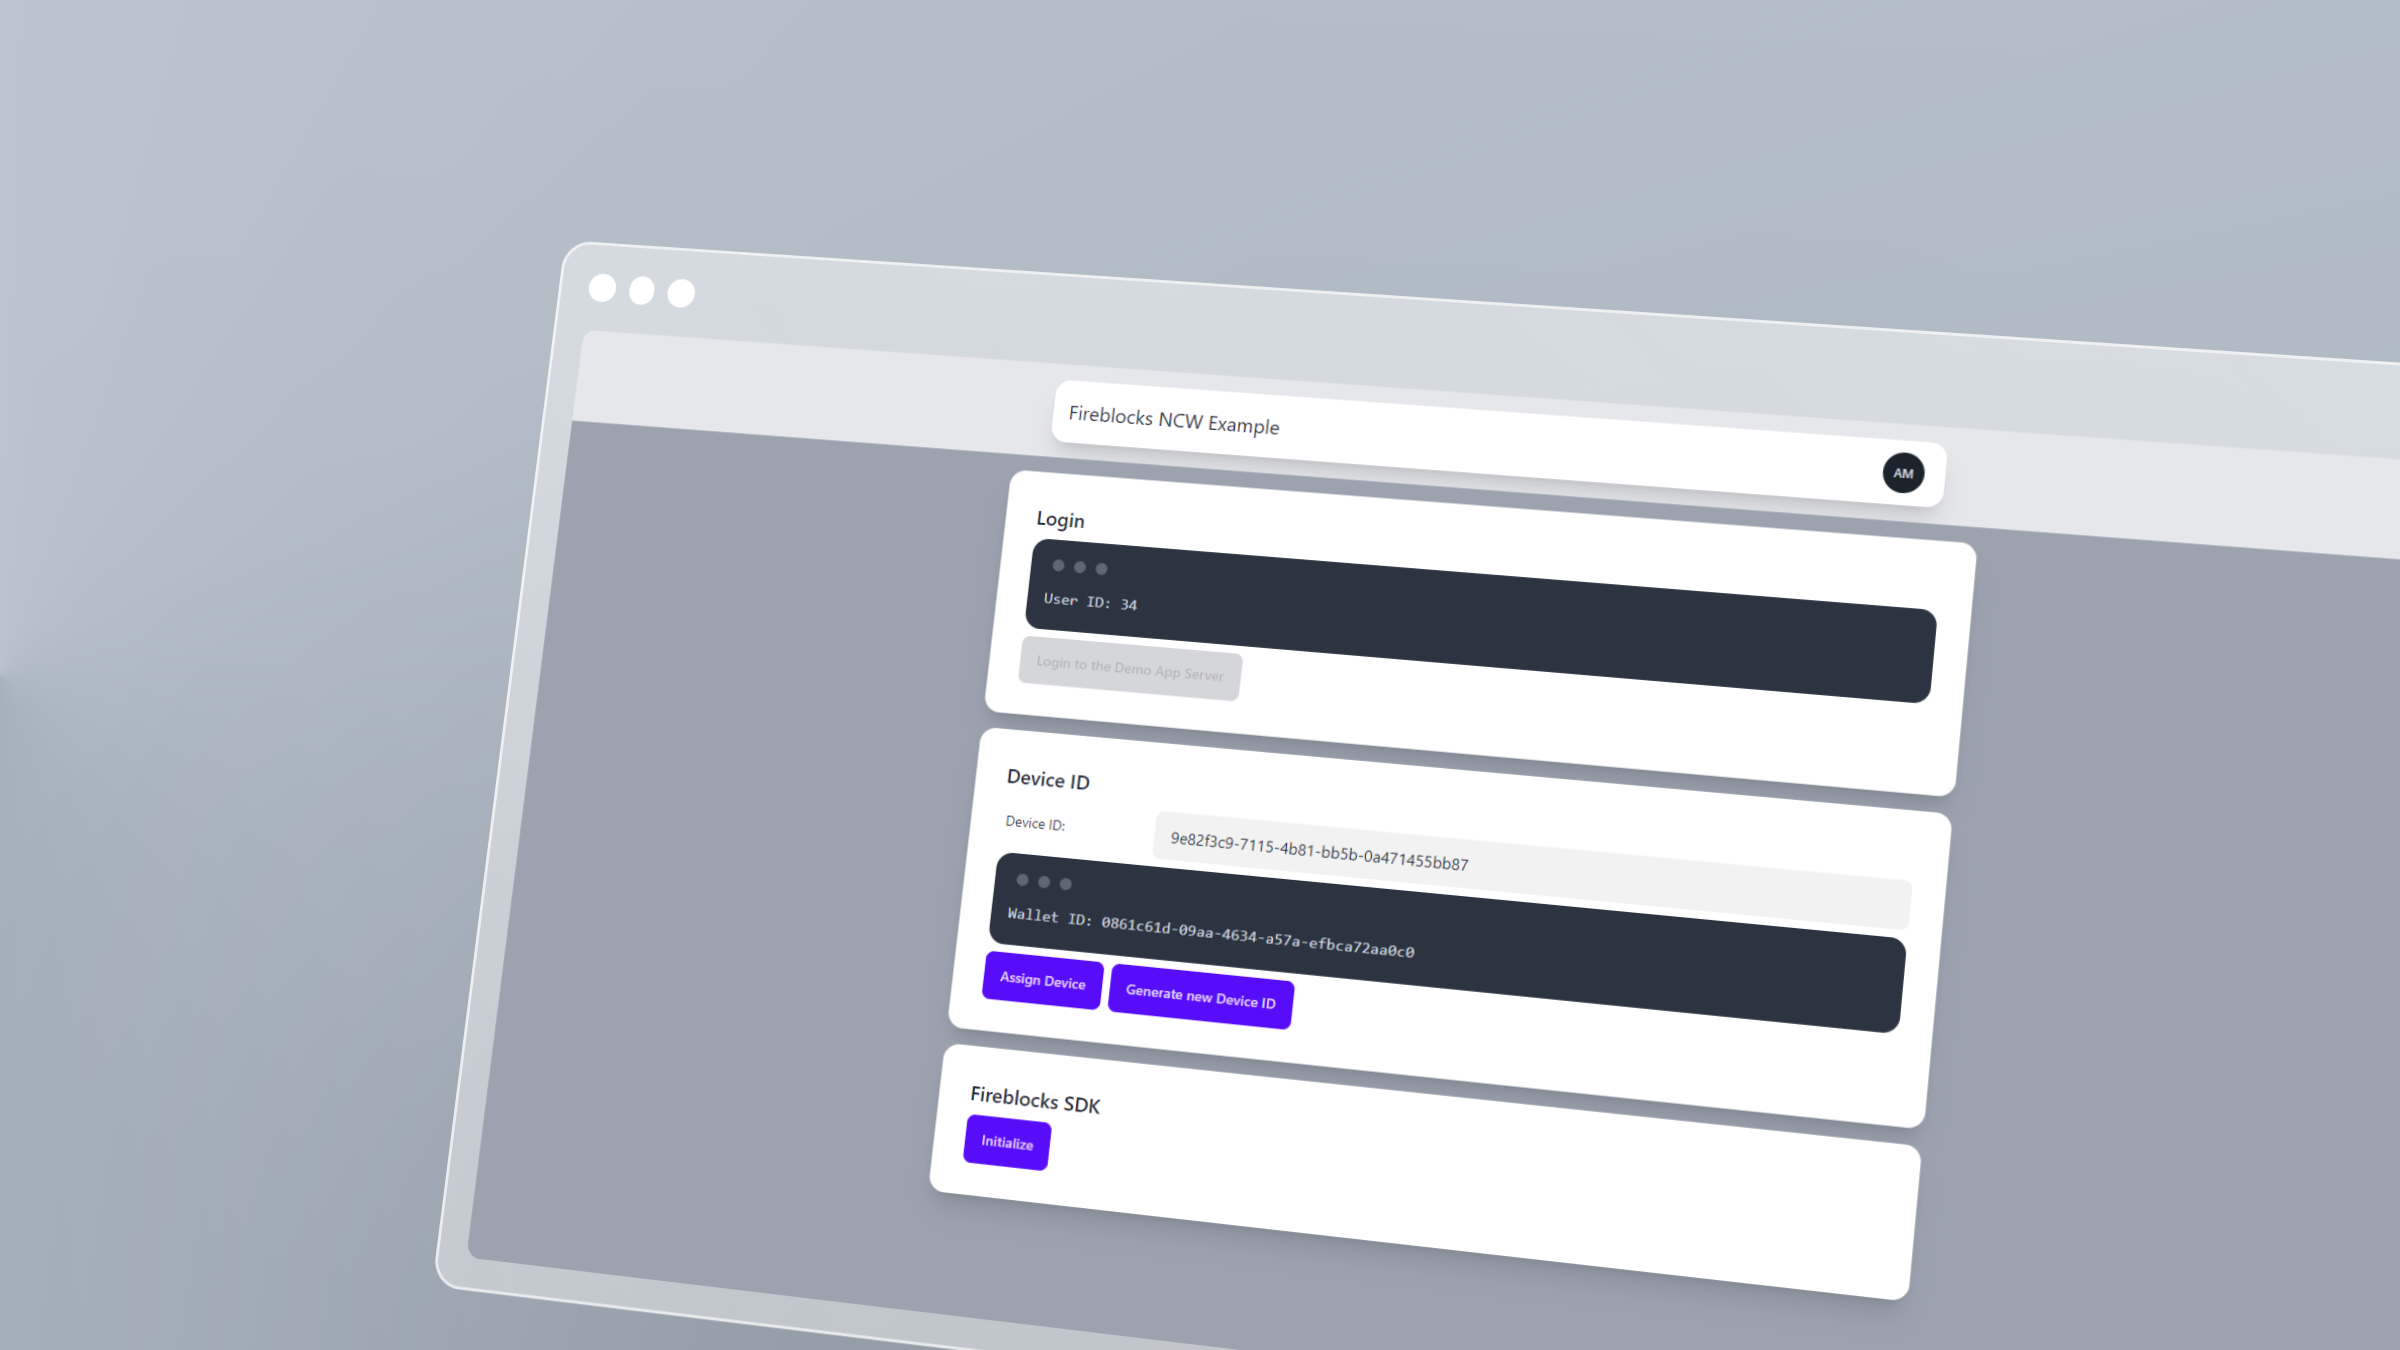 Fireblocks NCW Example
AM
Login
User ID: 34
Login to the Demo App Server
Device ID
Device ID:
9e82f3c9-7115-4b81-bb5b-0a471455bb87
Wallet ID: 0861c61d-09aa-4634-a57a-efbca72aa0c0
Assign Device
Generate new Device ID
Fireblocks SDK
Initialize